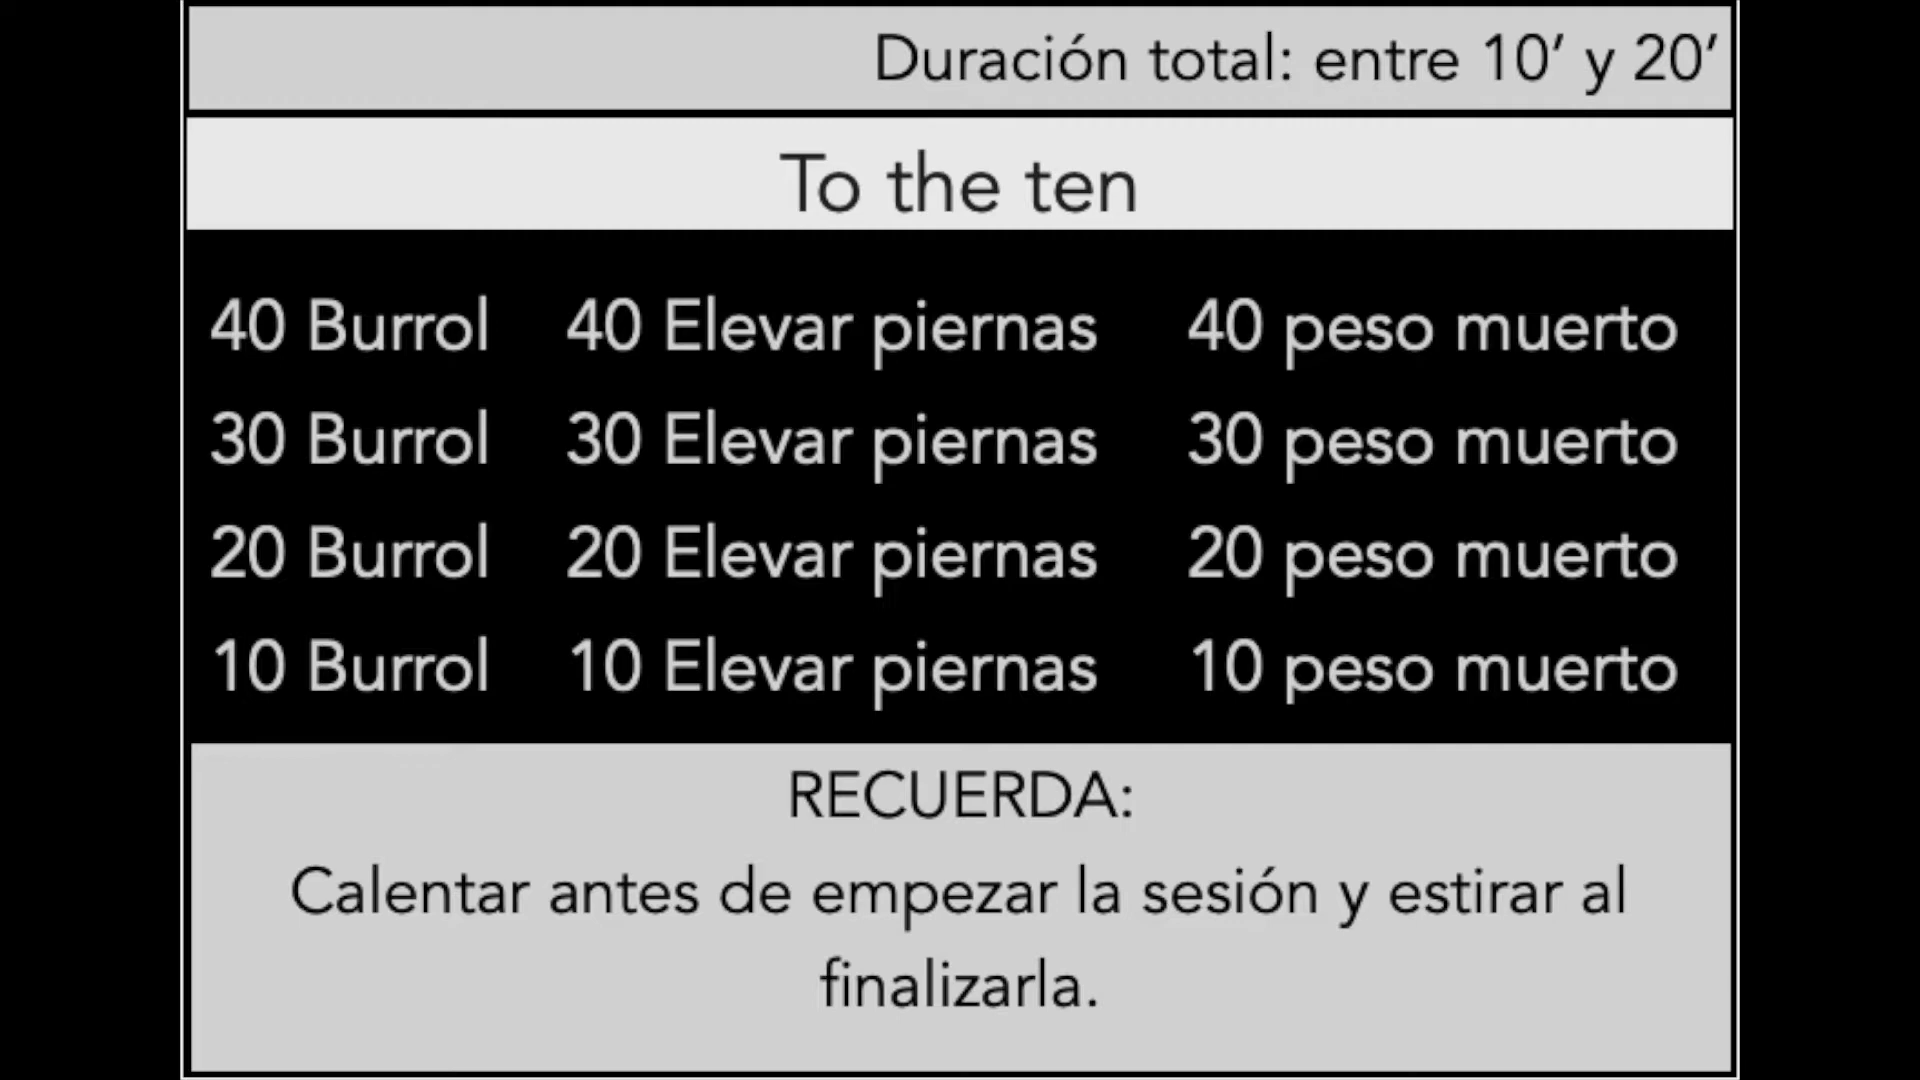 Duración total: entre 10’ y 20’
To the ten
40 Burrol 40 Elevar piernas 40 peso muerto
30 Burrol 30 Elevar piernas 30 peso muerto
20 Burrol 20 Elevar piernas 20 peso muerto
10 Burrol 10 Elevar piernas 10 peso muerto
RECUERDA:
Calentar antes de empezar la sesión y estirar al
finalizarla.